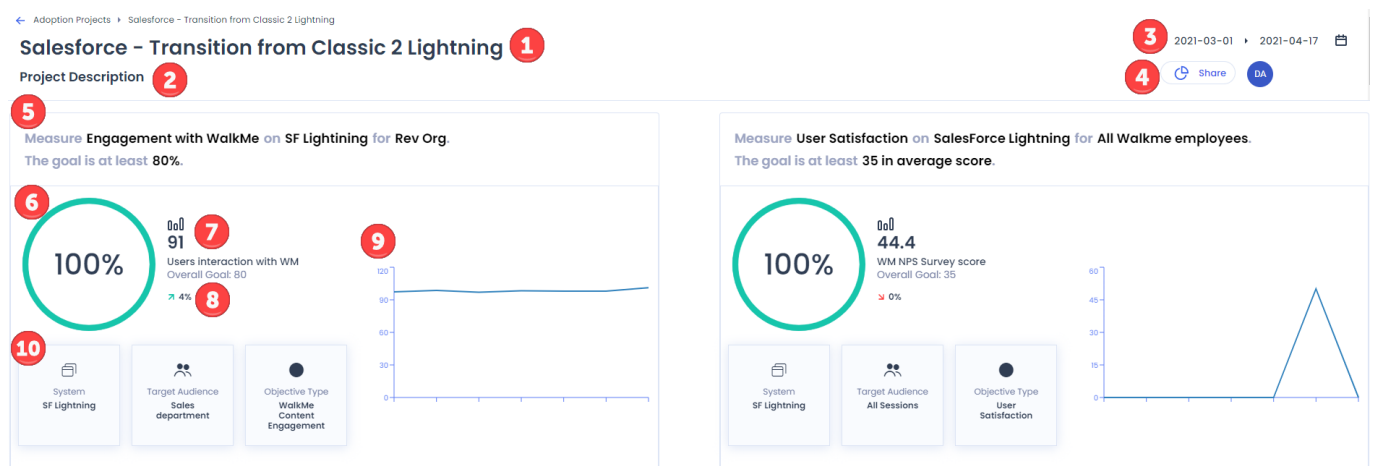 Adoption Projects ▸ Salesforce - Transition from Classic 2 Lightning
Salesforce - Transition from Classic 2 Lightning 1
Project Description 2
3 2021-03-01 ▸ 2021-04-17
4 Share DA
5
Measure Engagement with WalkMe on SF Lightining for Rev Org.
The goal is at least 80%.
6
100%
7
91
Users interaction with WM
Overall Goal: 80
4% 8
9
120
90
60
30
0
10
System
SF Lightning
Target Audience
Sales
department
Objective Type
WalkMe
Content
Engagement
Measure User Satisfaction on SalesForce Lightning for All Walkme employees.
The goal is at least 35 in average score.
100%
44.4
WM NPS Survey score
Overall Goal: 35
0%
60
45
30
15
0
System
SF Lightning
Target Audience
All Sessions
Objective Type
User
Satisfaction